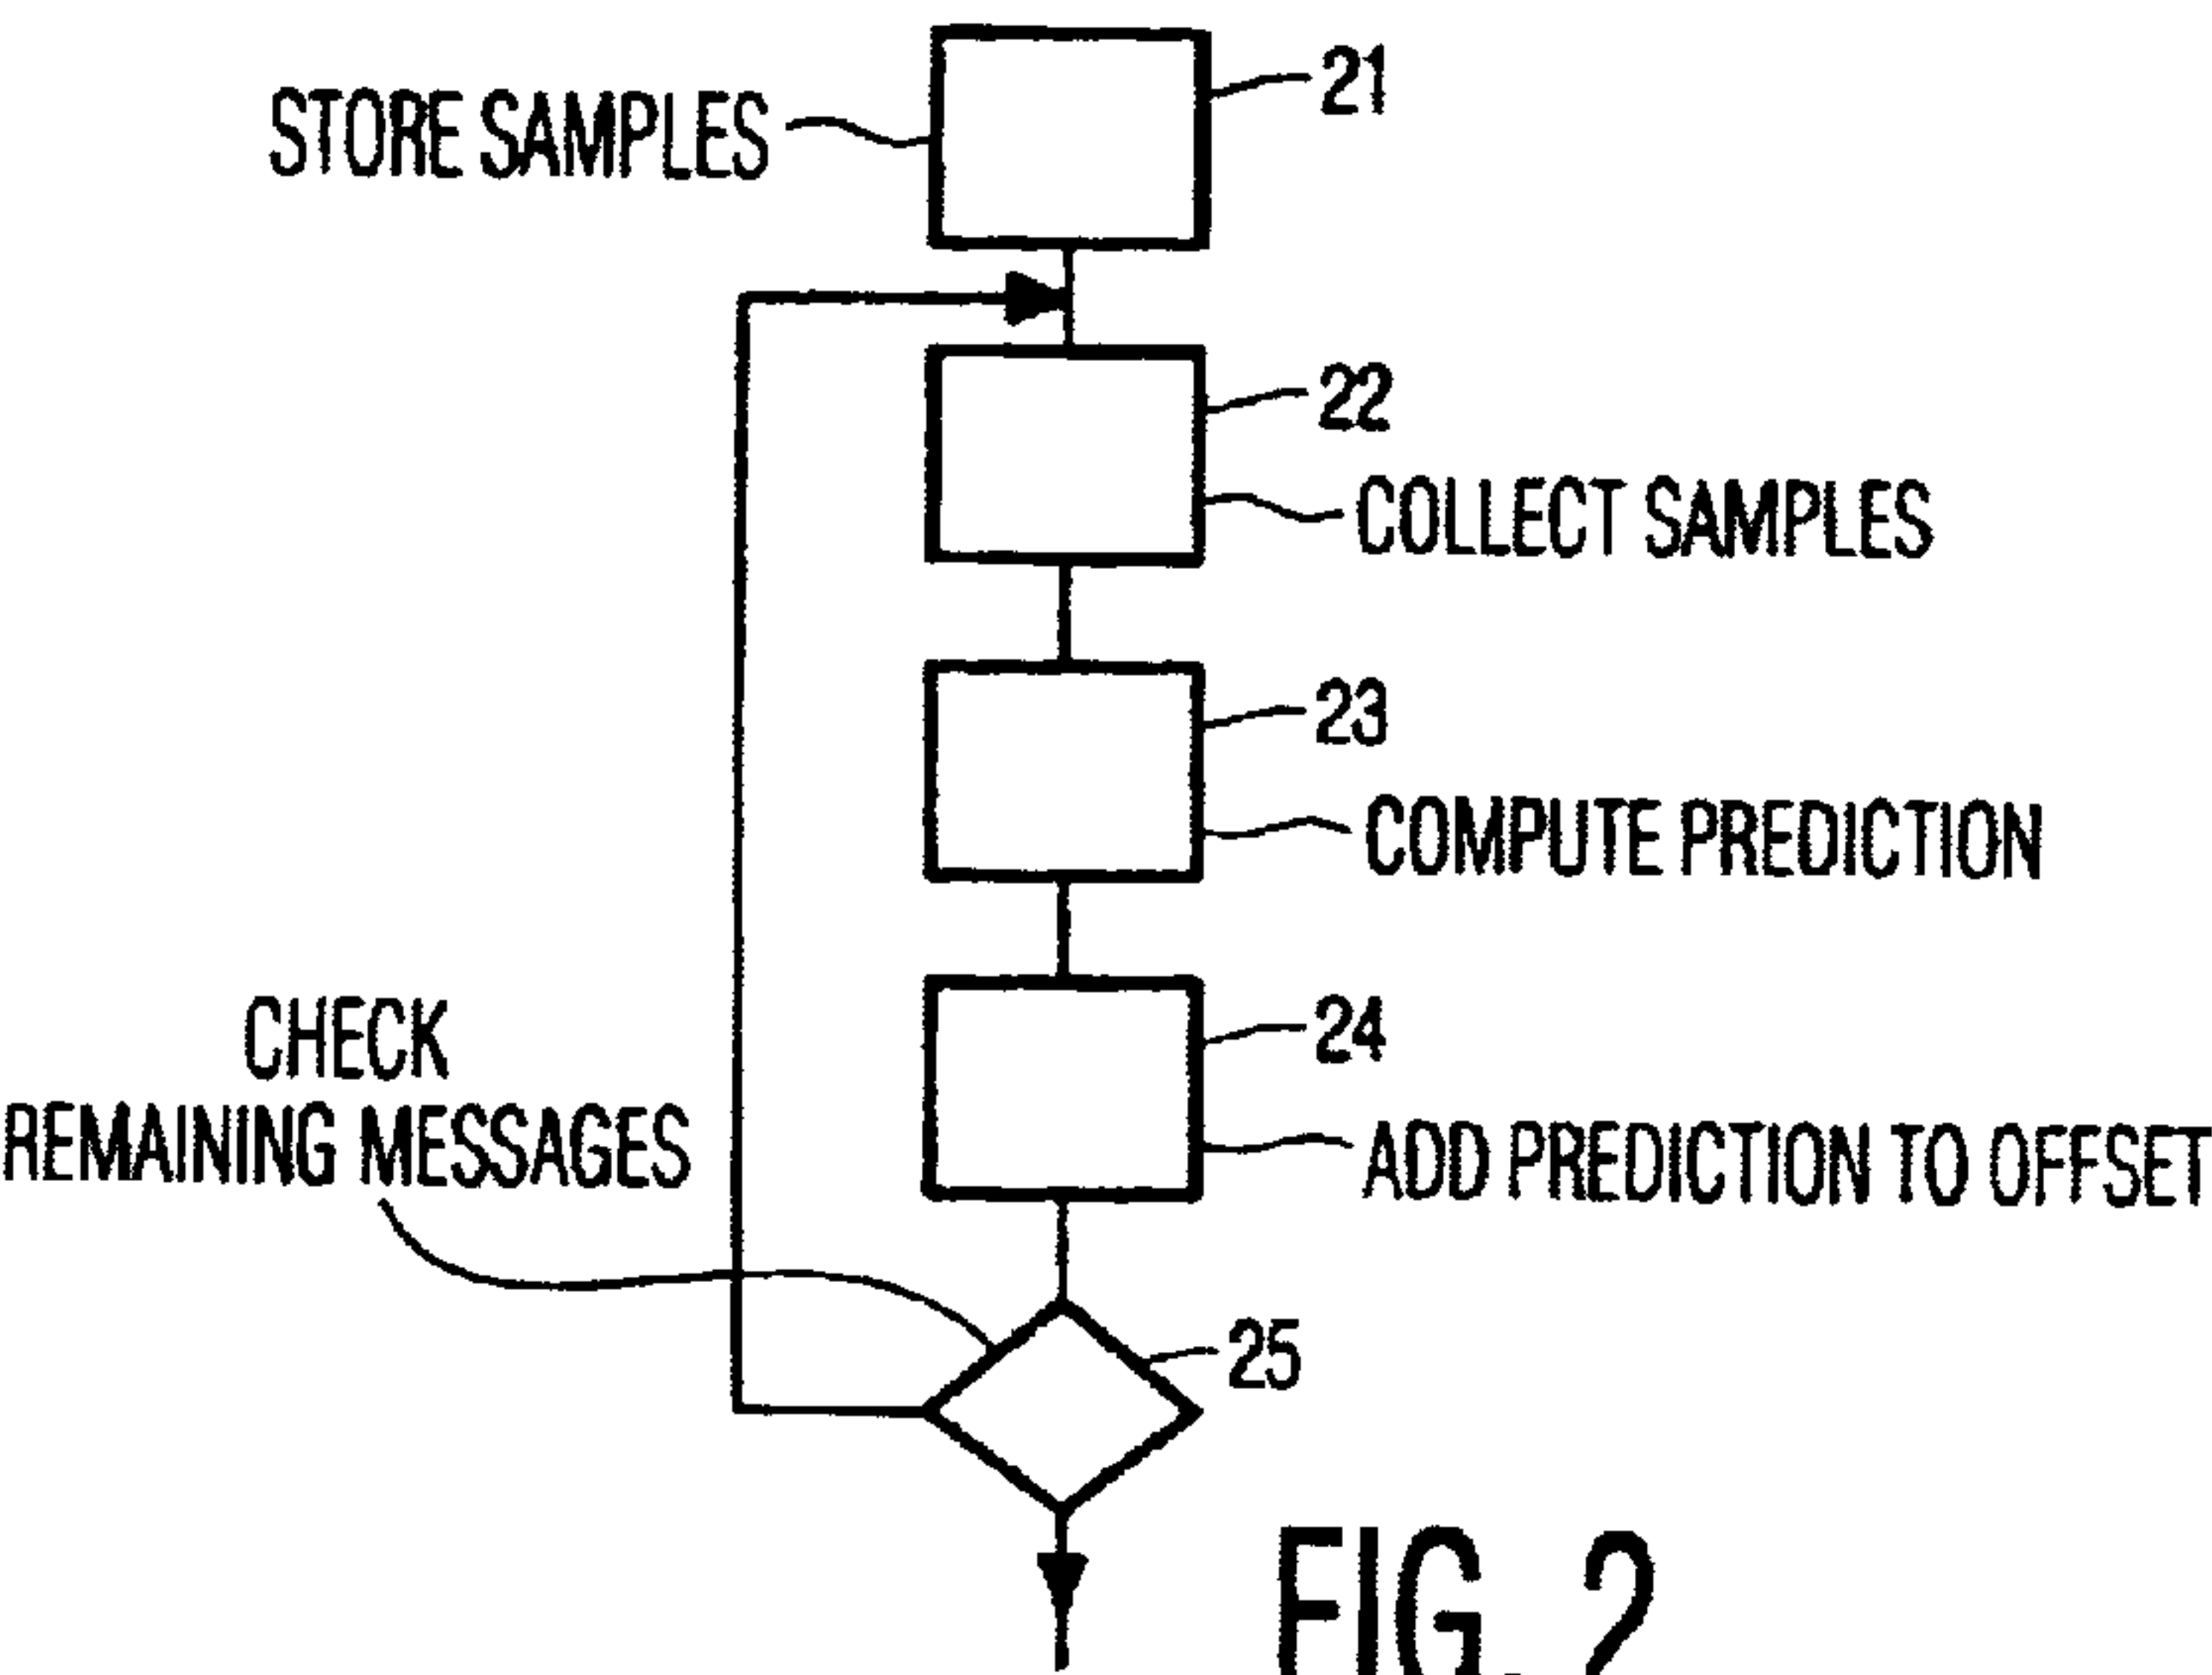 21
STORE SAMPLES
22
COLLECT SAMPLES
23
COMPUTE PREDICTION
24
CHECK
REMAINING MESSAGES
ADD PREDICTION TO OFFSET
25
FIG. 2